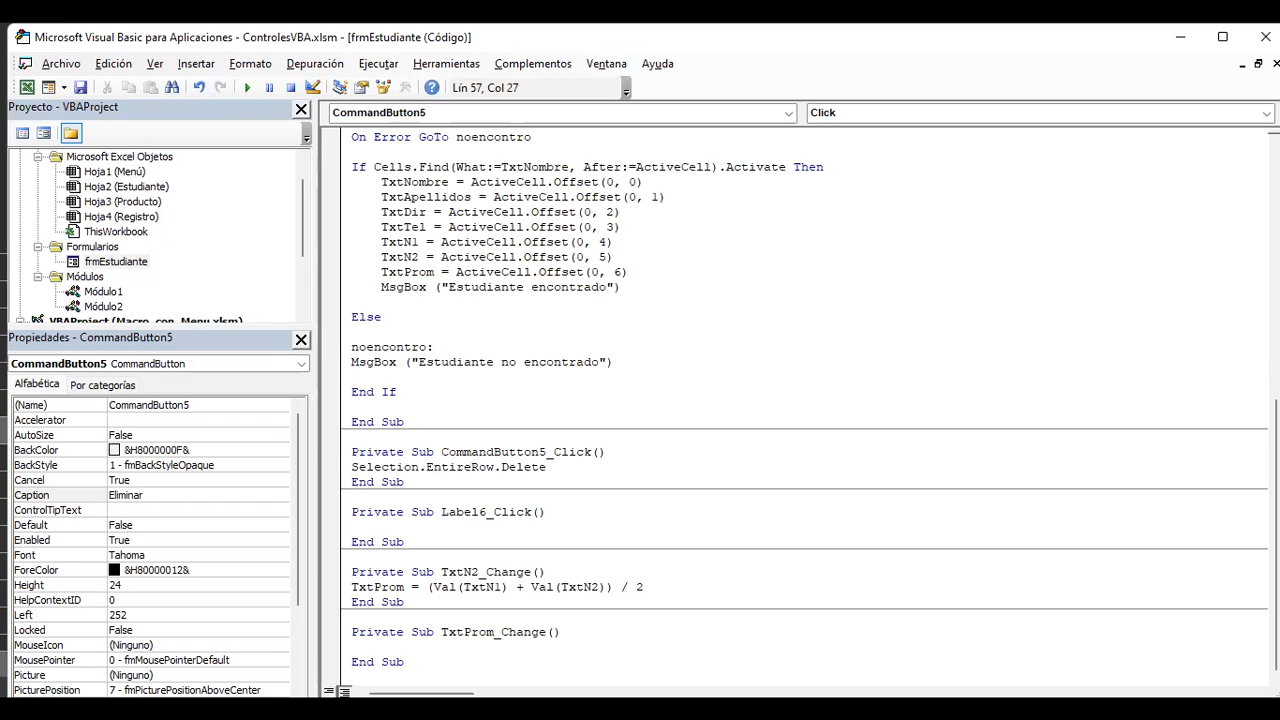 Microsoft Visual Basic para Aplicaciones - ControlesVBA.xlsm - [frmEstudiante (Código)]
Archivo Edición Ver Insertar Formato Depuración Ejecutar Herramientas Complementos Ventana Ayuda
Lín 57, Col 27
Proyecto - VBAProject
Microsoft Excel Objetos
Hoja1 (Menú)
Hoja2 (Estudiante)
Hoja3 (Producto)
Hoja4 (Registro)
ThisWorkbook
Formularios
frmEstudiante
Módulos
Módulo1
Módulo2
VBAProject (Macro_con_Menu.xlsm)
Propiedades - CommandButton5
CommandButton5 CommandButton
Alfabética Por categorías
(Name) CommandButton5
Accelerator
AutoSize False
BackColor &H8000000F&
BackStyle 1 - fmBackStyleOpaque
Cancel True
Caption Eliminar
ControlTipText
Default False
Enabled True
Font Tahoma
ForeColor &H80000012&
Height 24
HelpContextID 0
Left 252
Locked False
MouseIcon (Ninguno)
MousePointer 0 - fmMousePointerDefault
Picture (Ninguno)
PicturePosition 7 - fmPicturePositionAboveCenter
CommandButton5 Click
On Error GoTo noencontro
If Cells.Find(What:=TxtNombre, After:=ActiveCell).Activate Then
TxtNombre = ActiveCell.Offset(0, 0)
TxtApellidos = ActiveCell.Offset(0, 1)
TxtDir = ActiveCell.Offset(0, 2)
TxtTel = ActiveCell.Offset(0, 3)
TxtN1 = ActiveCell.Offset(0, 4)
TxtN2 = ActiveCell.Offset(0, 5)
TxtProm = ActiveCell.Offset(0, 6)
MsgBox ("Estudiante encontrado")
Else
noencontro:
MsgBox ("Estudiante no encontrado")
End If
End Sub
Private Sub CommandButton5_Click()
Selection.EntireRow.Delete
End Sub
Private Sub Label6_Click()
End Sub
Private Sub TxtN2_Change()
TxtProm = (Val(TxtN1) + Val(TxtN2)) / 2
End Sub
Private Sub TxtProm_Change()
End Sub